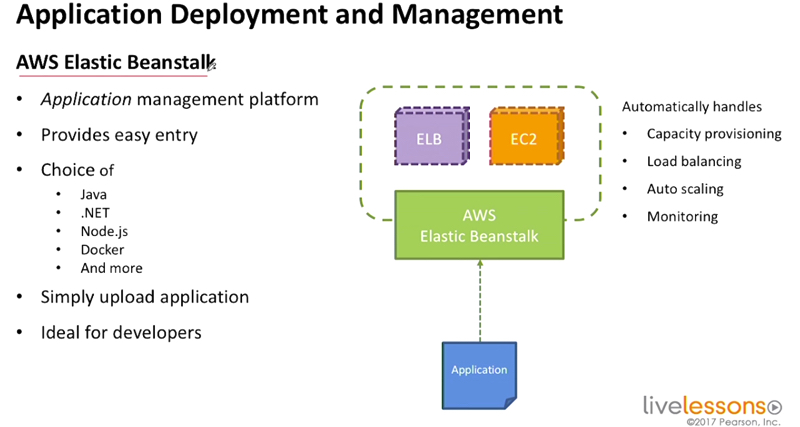 Application Deployment and Management
AWS Elastic Beanstalk
• Application management platform
• Provides easy entry
• Choice of
• Java
• .NET
• Node.js
• Docker
• And more
• Simply upload application
• Ideal for developers
ELB
EC2
AWS
Elastic Beanstalk
Application
Automatically handles
• Capacity provisioning
• Load balancing
• Auto scaling
• Monitoring
livelessons
©2017 Pearson, Inc.